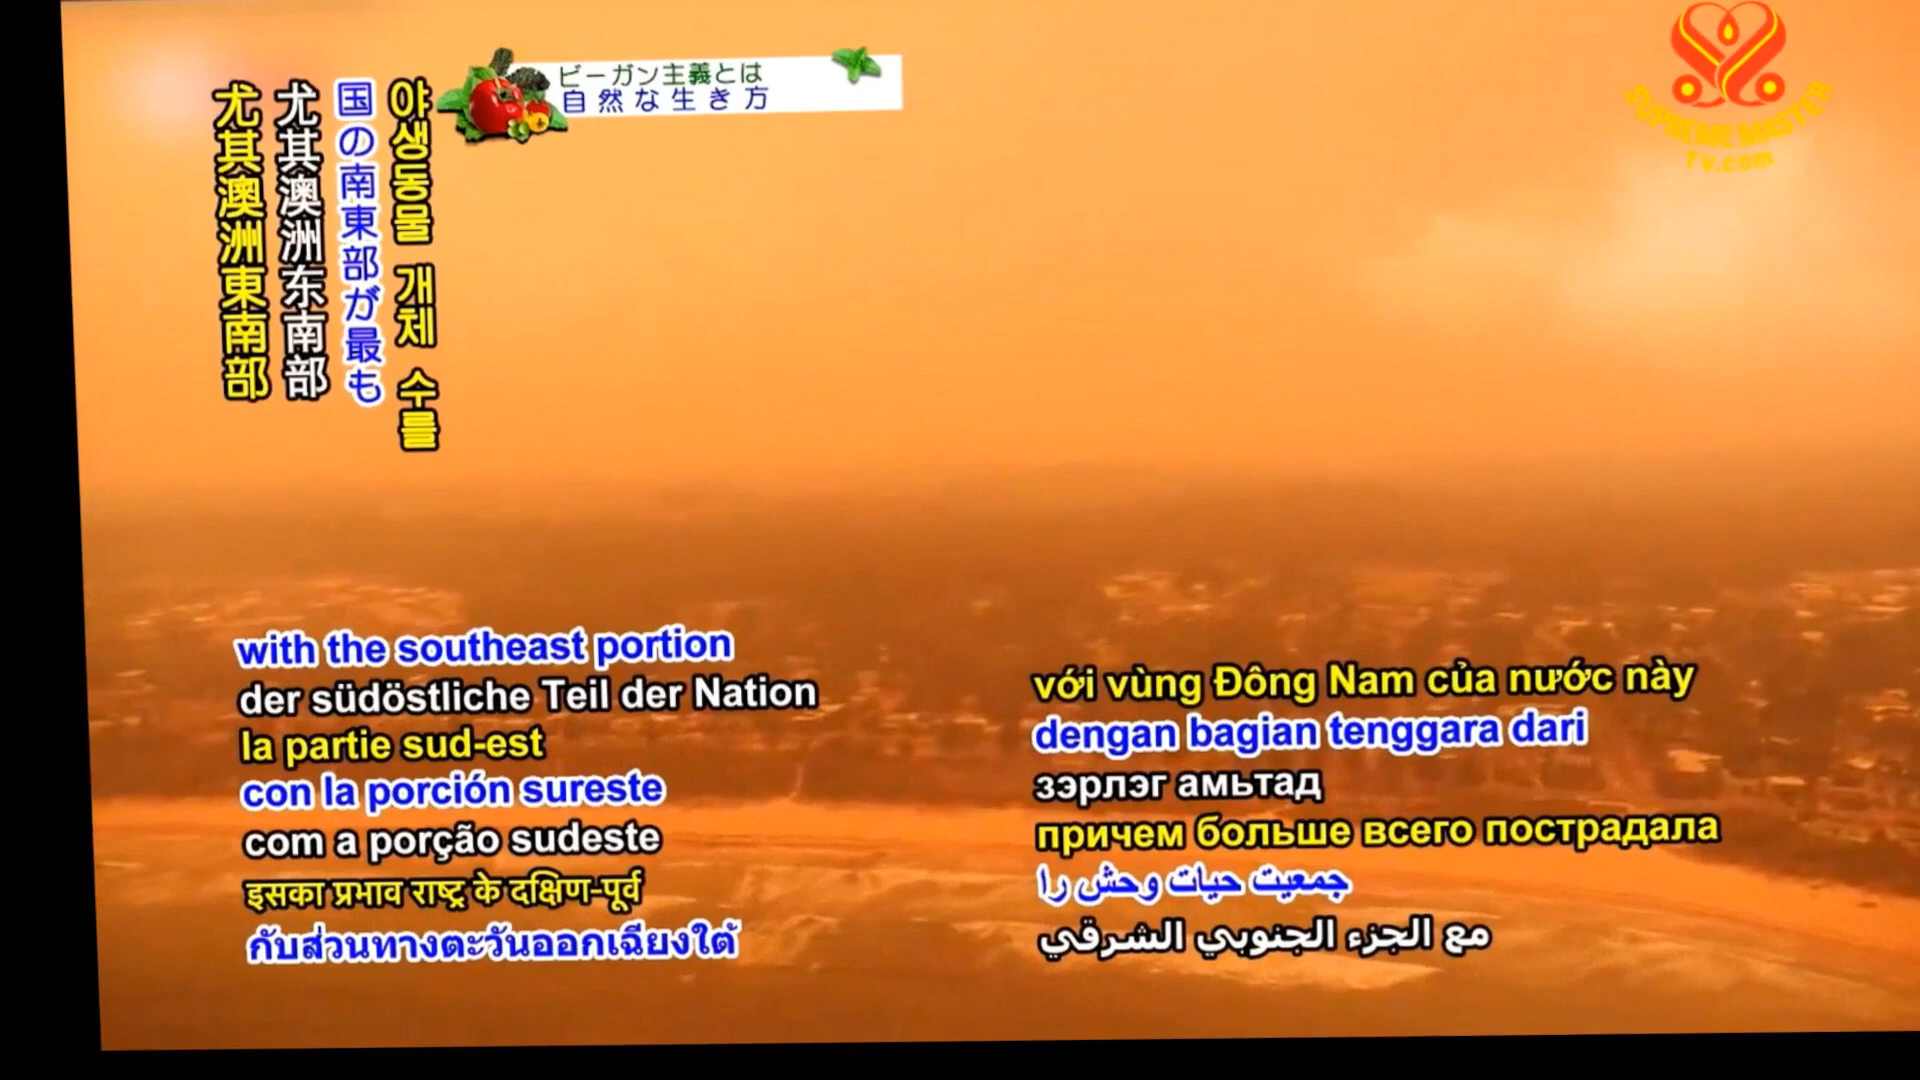 尤其澳洲東南部
尤其澳洲东南部
国の南東部が最も
야생동물 개체 수를
ビーガン主義とは
自然な生き方
SUPREME MASTER
TV.com
with the southeast portion
der südöstliche Teil der Nation
la partie sud-est
con la porción sureste
com a porção sudeste
इसका प्रभाव राष्ट्र के दक्षिण-पूर्व
กับส่วนทางตะวันออกเฉียงใต้
với vùng Đông Nam của nước này
dengan bagian tenggara dari
зэрлэг амьтад
причем больше всего пострадала
جمعیت حیات وحش را
مع الجزء الجنوبي الشرقي